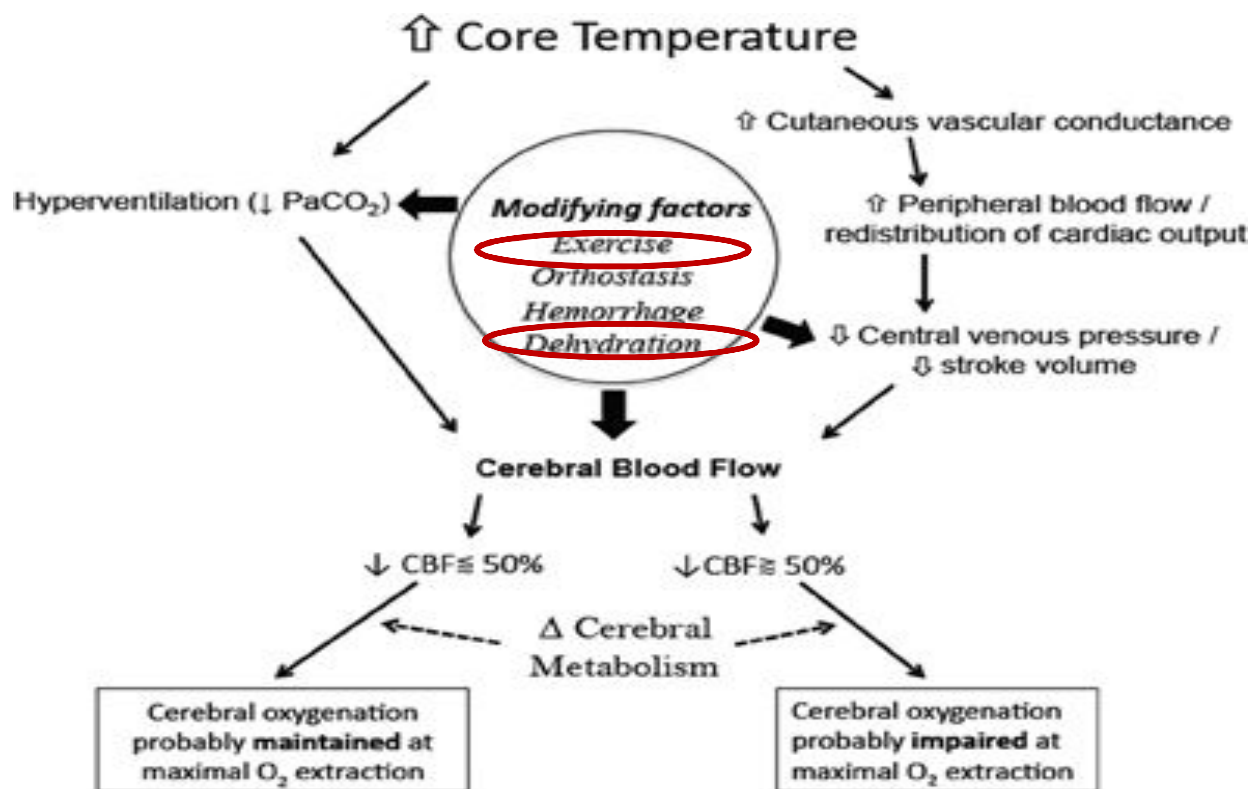 ⇧ Core Temperature
⇧ Cutaneous vascular conductance
Hyperventilation (↓ PaCO₂)
Modifying factors
Exercise
Orthostasis
Hemorrhage
Dehydration
⇧ Peripheral blood flow /
redistribution of cardiac output
⇩ Central venous pressure /
⇩ stroke volume
Cerebral Blood Flow
↓ CBF≦ 50%
↓CBF≧ 50%
Δ Cerebral
Metabolism
Cerebral oxygenation
probably maintained at
maximal O₂ extraction
Cerebral oxygenation
probably impaired at
maximal O₂ extraction